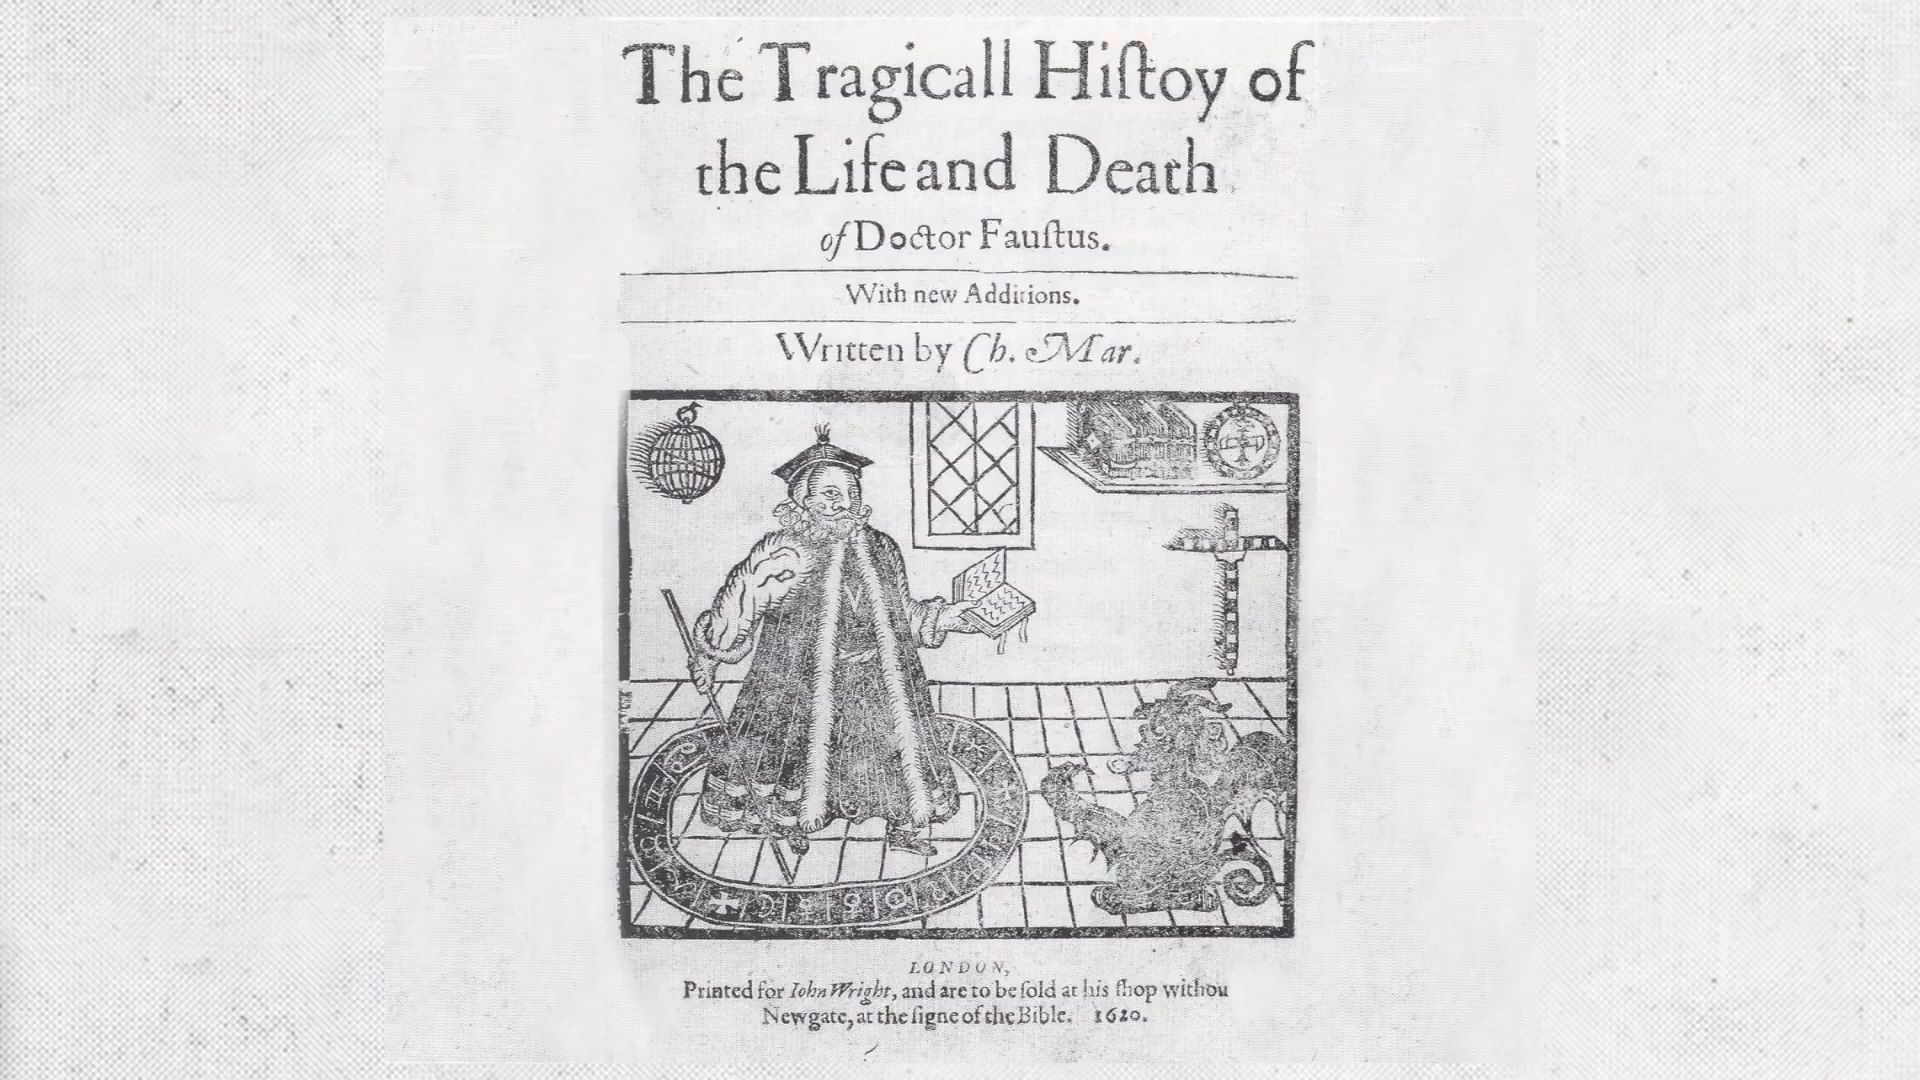 The Tragicall Hiſtoy of
the Life and Death
of Doctor Fauſtus.
With new Additions.
Written by Ch. Mar.
LONDON,
Printed for Iohn Wright, and are to be ſold at his ſhop withou
Newgate, at the ſigne of the Bible. 1620.